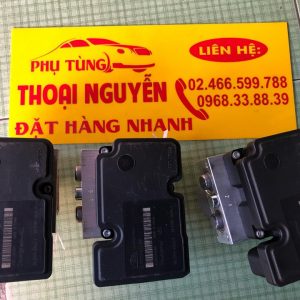 LIÊN HỆ:
PHỤ TÙNG
THOẠI NGUYỄN
02.466.599.788
0968.33.88.39
ĐẶT HÀNG NHANH